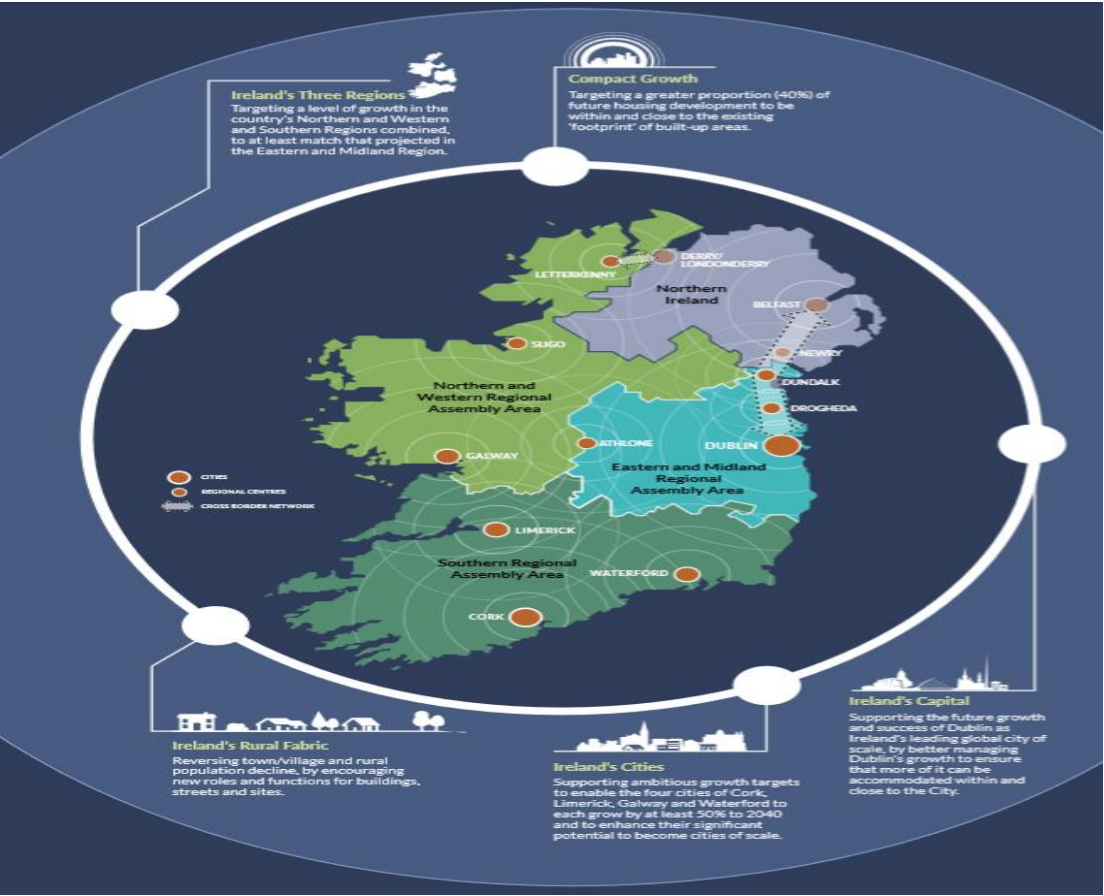 Ireland's Three Regions
Targeting a level of growth in the
country's Northern and Western
and Southern Regions combined,
to at least match that projected in
the Eastern and Midland Region.
Compact Growth
Targeting a greater proportion (40%) of
future housing development to be
within and close to the existing
'footprint' of built-up areas.
DERRY/
LONDONDERRY
LETTERKENNY
Northern
Ireland
BELFAST
SLIGO
NEWRY
DUNDALK
Northern and
Western Regional
Assembly Area
DROGHEDA
ATHLONE
DUBLIN
GALWAY
Eastern and Midland
Regional
Assembly Area
CITIES
REGIONAL CENTRES
CROSS BORDER NETWORK
LIMERICK
Southern Regional
Assembly Area
WATERFORD
CORK
Ireland's Rural Fabric
Reversing town/village and rural
population decline, by encouraging
new roles and functions for buildings,
streets and sites.
Ireland's Cities
Supporting ambitious growth targets
to enable the four cities of Cork,
Limerick, Galway and Waterford to
each grow by at least 50% to 2040
and to enhance their significant
potential to become cities of scale.
Ireland's Capital
Supporting the future growth
and success of Dublin as
Ireland's leading global city of
scale, by better managing
Dublin's growth to ensure
that more of it can be
accommodated within and
close to the City.